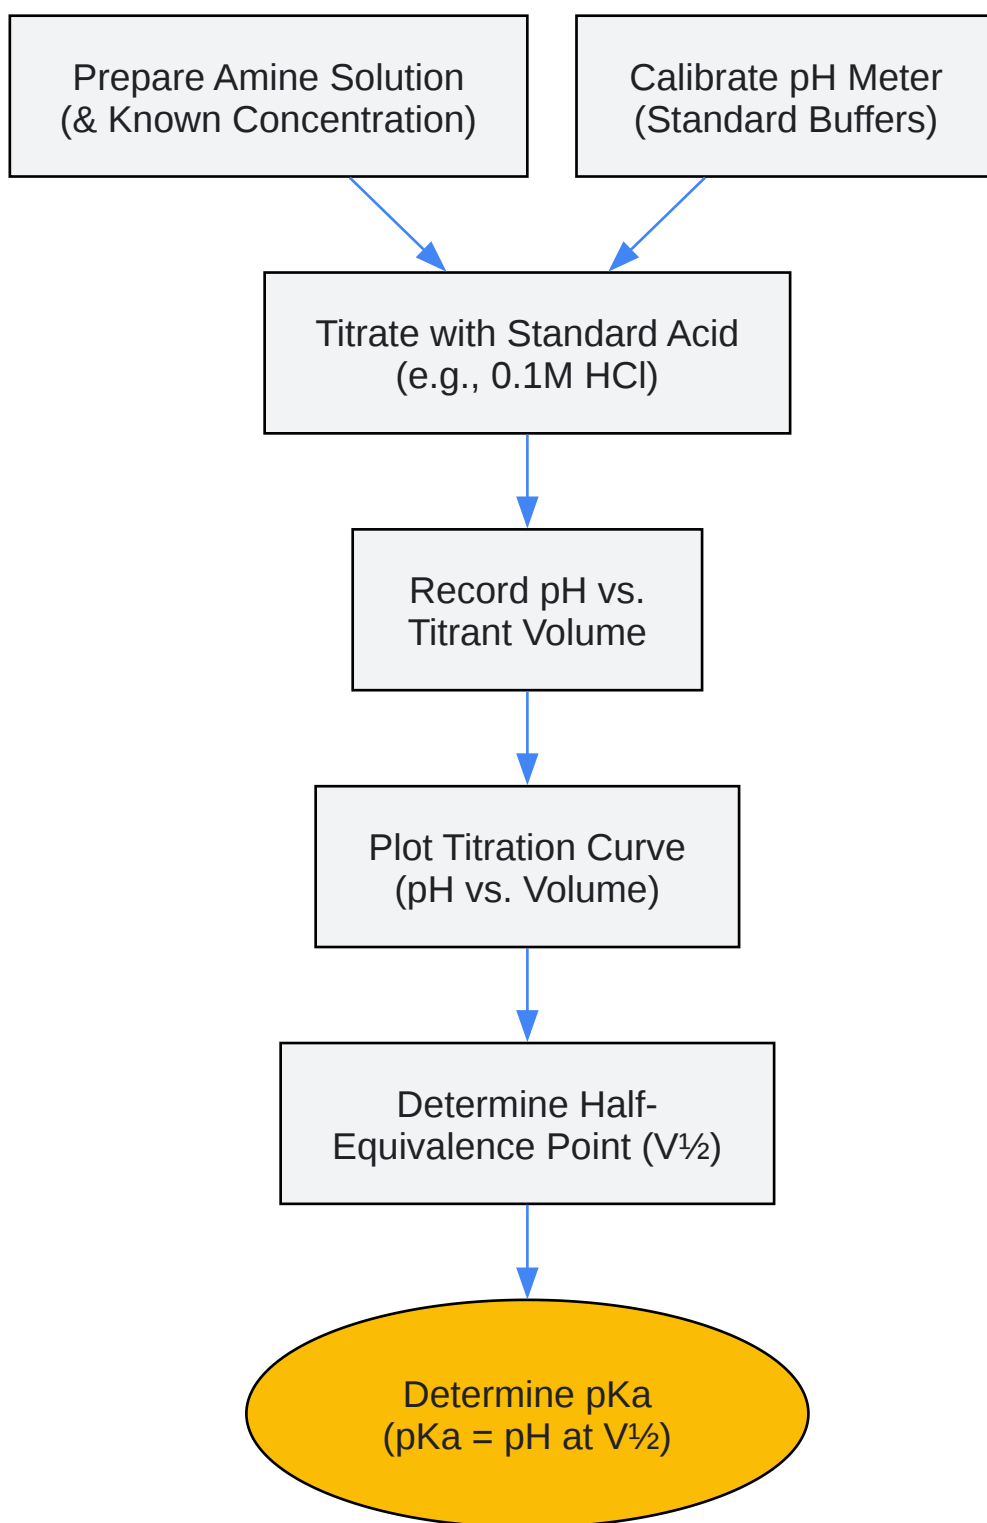 Prepare Amine Solution
(& Known Concentration)
Calibrate pH Meter
(Standard Buffers)
Titrate with Standard Acid
(e.g., 0.1M HCl)
Record pH vs.
Titrant Volume
Plot Titration Curve
(pH vs. Volume)
Determine Half-
Equivalence Point (V½)
Determine pKa
(pKa = pH at V½)